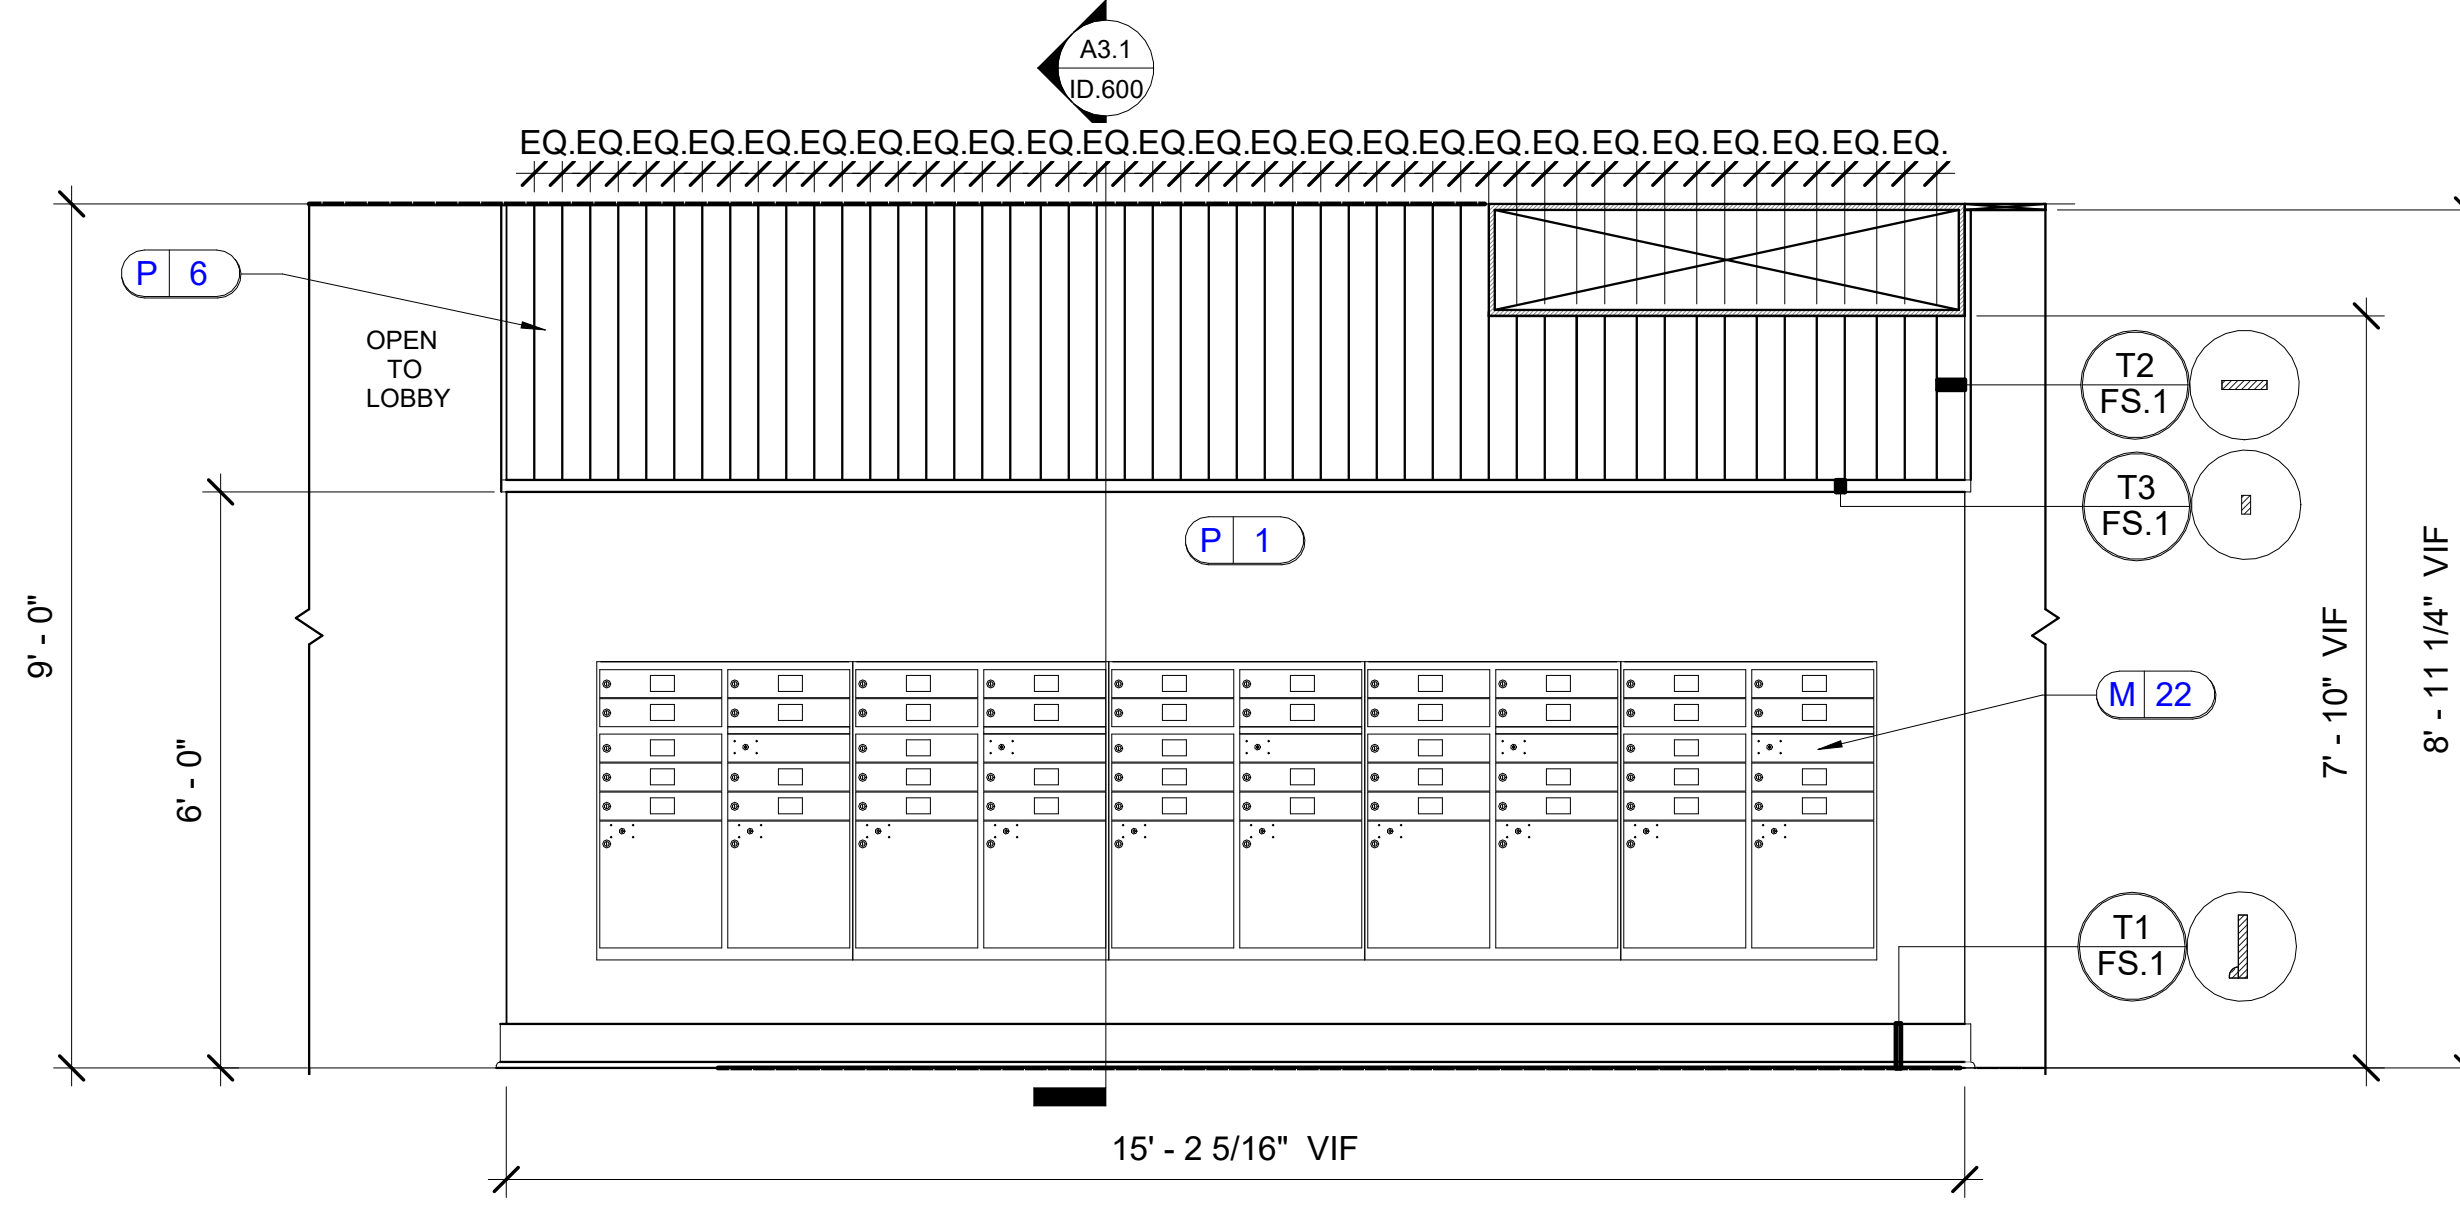 A3.1
ID.600
EQ.EQ.EQ.EQ.EQ.EQ.EQ.EQ.EQ.EQ.EQ.EQ.EQ.EQ.EQ.EQ.EQ.EQ.EQ.EQ.EQ.EQ.EQ.EQ.EQ.
P 6
OPEN
TO
LOBBY
T2
FS.1
T3
FS.1
P 1
9' - 0"
6' - 0"
M 22
7' - 10" VIF
8' - 11 1/4" VIF
T1
FS.1
15' - 2 5/16" VIF